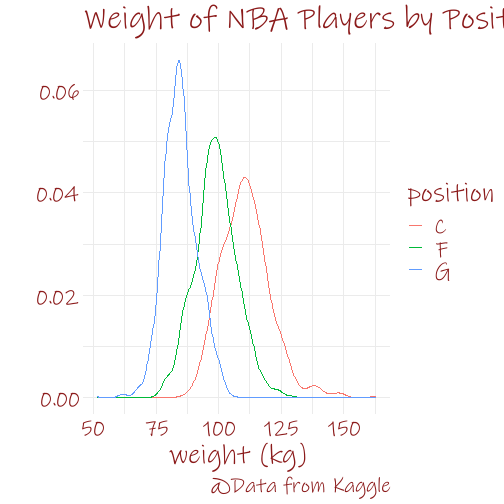 Weight of NBA Players by Posit
0.06
0.04
0.02
0.00
50 75 100 125 150
weight (kg)
@Data from Kaggle
position
C
F
G